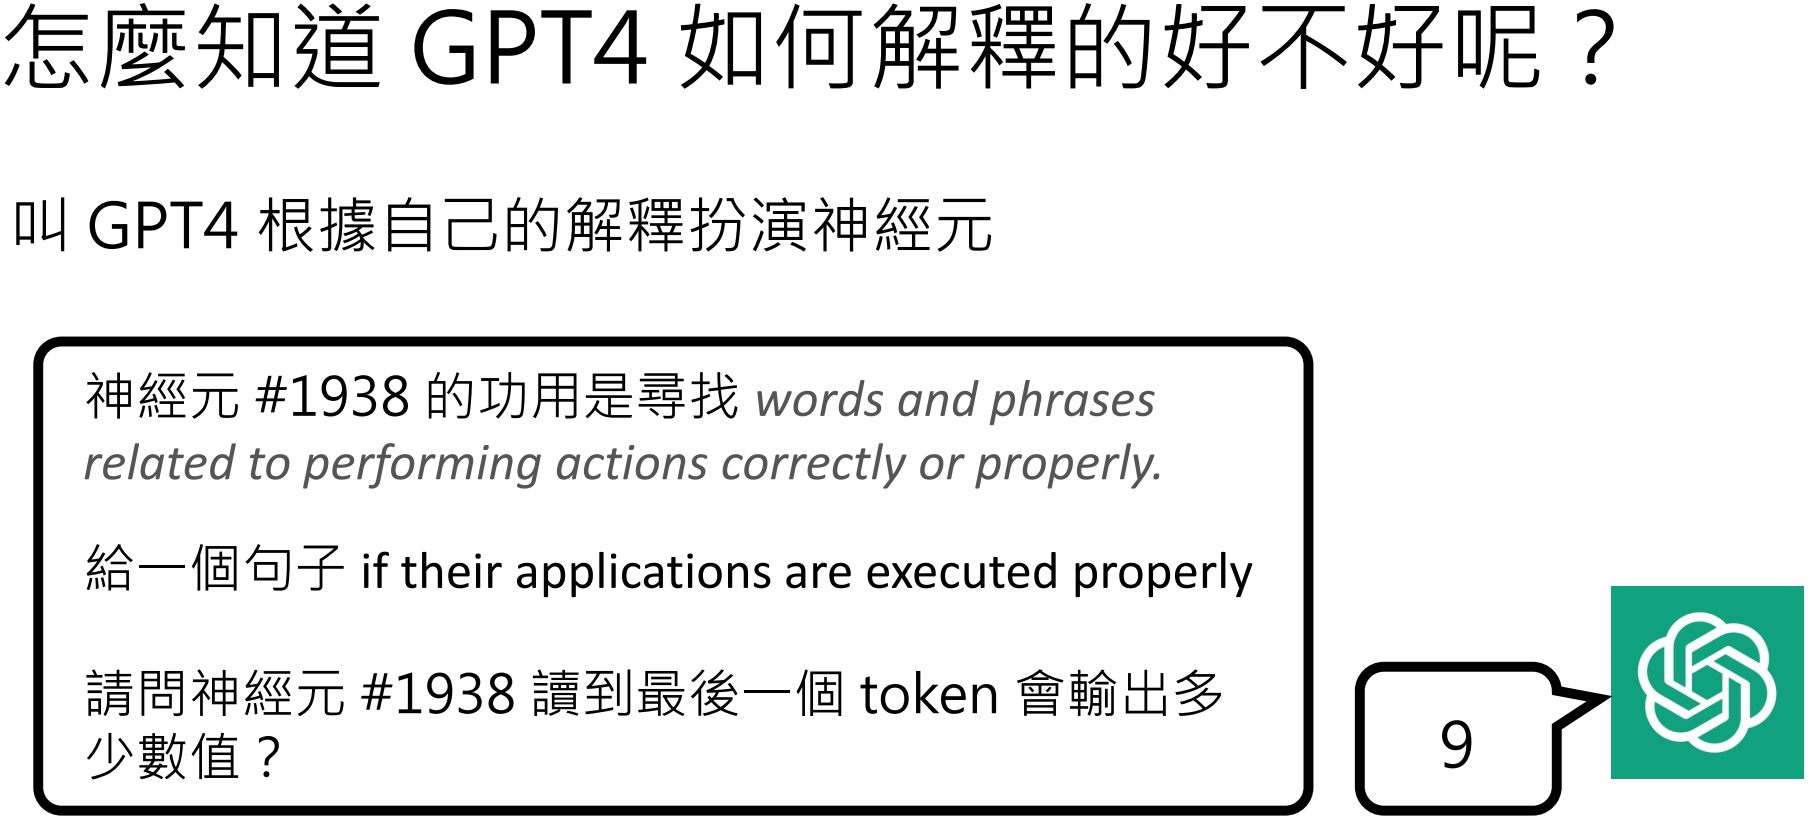 怎麼知道 GPT4 如何解釋的好不好呢？
叫 GPT4 根據自己的解釋扮演神經元
神經元 #1938 的功用是尋找 words and phrases
related to performing actions correctly or properly.
給一個句子 if their applications are executed properly
請問神經元 #1938 讀到最後一個 token 會輸出多
少數值？
9